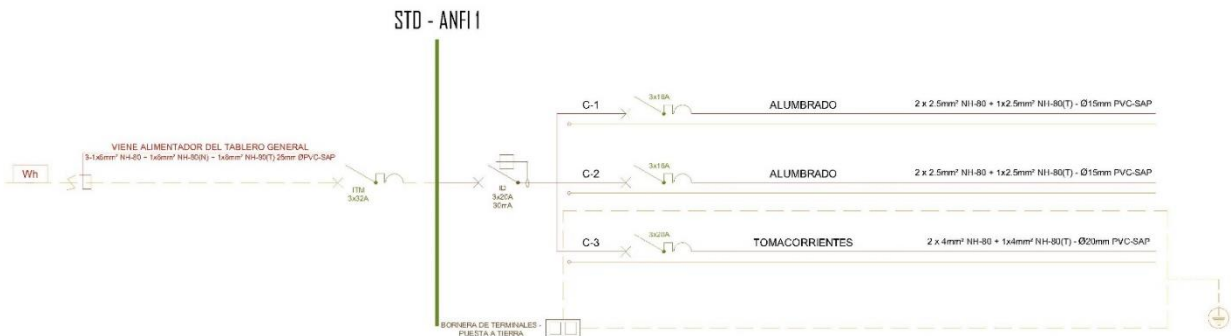 STD - ANFI 1
VIENE ALIMENTADOR DEL TABLERO GENERAL
3-1x6mm² NH-80 - 1x6mm² NH-80(N) - 1x6mm² NH-80(T) 25mm ØPVC-SAP
Wh
ITM
3x32A
ID
3x20A
30mA
C-1
3x16A
ALUMBRADO
2 x 2.5mm² NH-80 + 1x2.5mm² NH-80(T) - Ø15mm PVC-SAP
C-2
3x16A
ALUMBRADO
2 x 2.5mm² NH-80 + 1x2.5mm² NH-80(T) - Ø15mm PVC-SAP
C-3
3x20A
TOMACORRIENTES
2 x 4mm² NH-80 + 1x4mm² NH-80(T) - Ø20mm PVC-SAP
BORNERA DE TERMINALES -
PUESTA A TIERRA